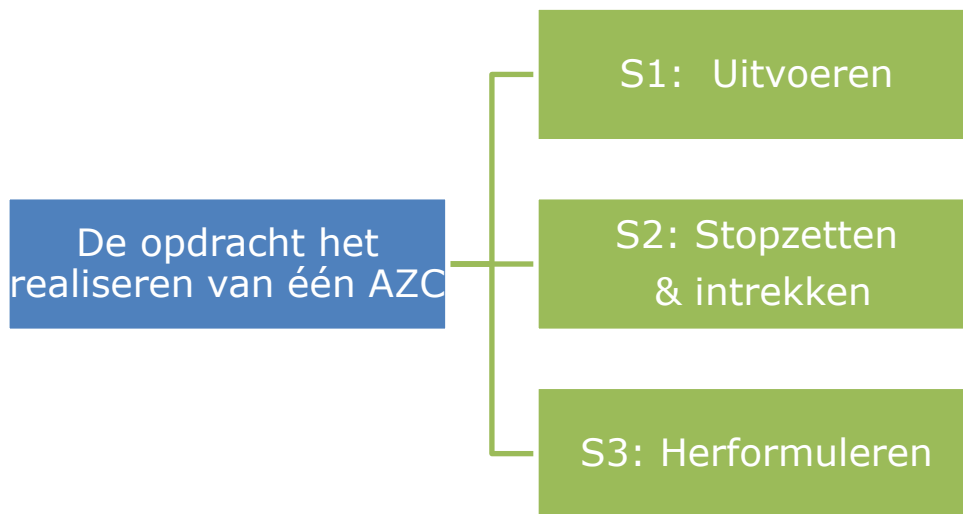 De opdracht het
realiseren van één AZC
S1: Uitvoeren
S2: Stopzetten
& intrekken
S3: Herformuleren